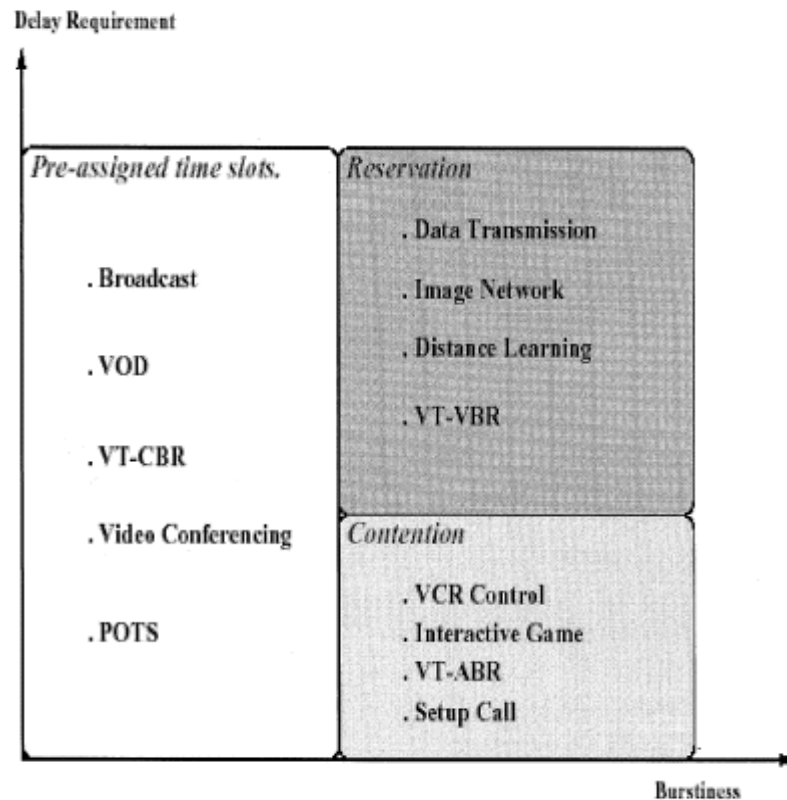 Delay Requirement
Pre-assigned time slots.
. Broadcast
. VOD
. VT-CBR
. Video Conferencing
. POTS
Reservation
. Data Transmission
. Image Network
. Distance Learning
. VT-VBR
Contention
. VCR Control
. Interactive Game
. VT-ABR
. Setup Call
Burstiness